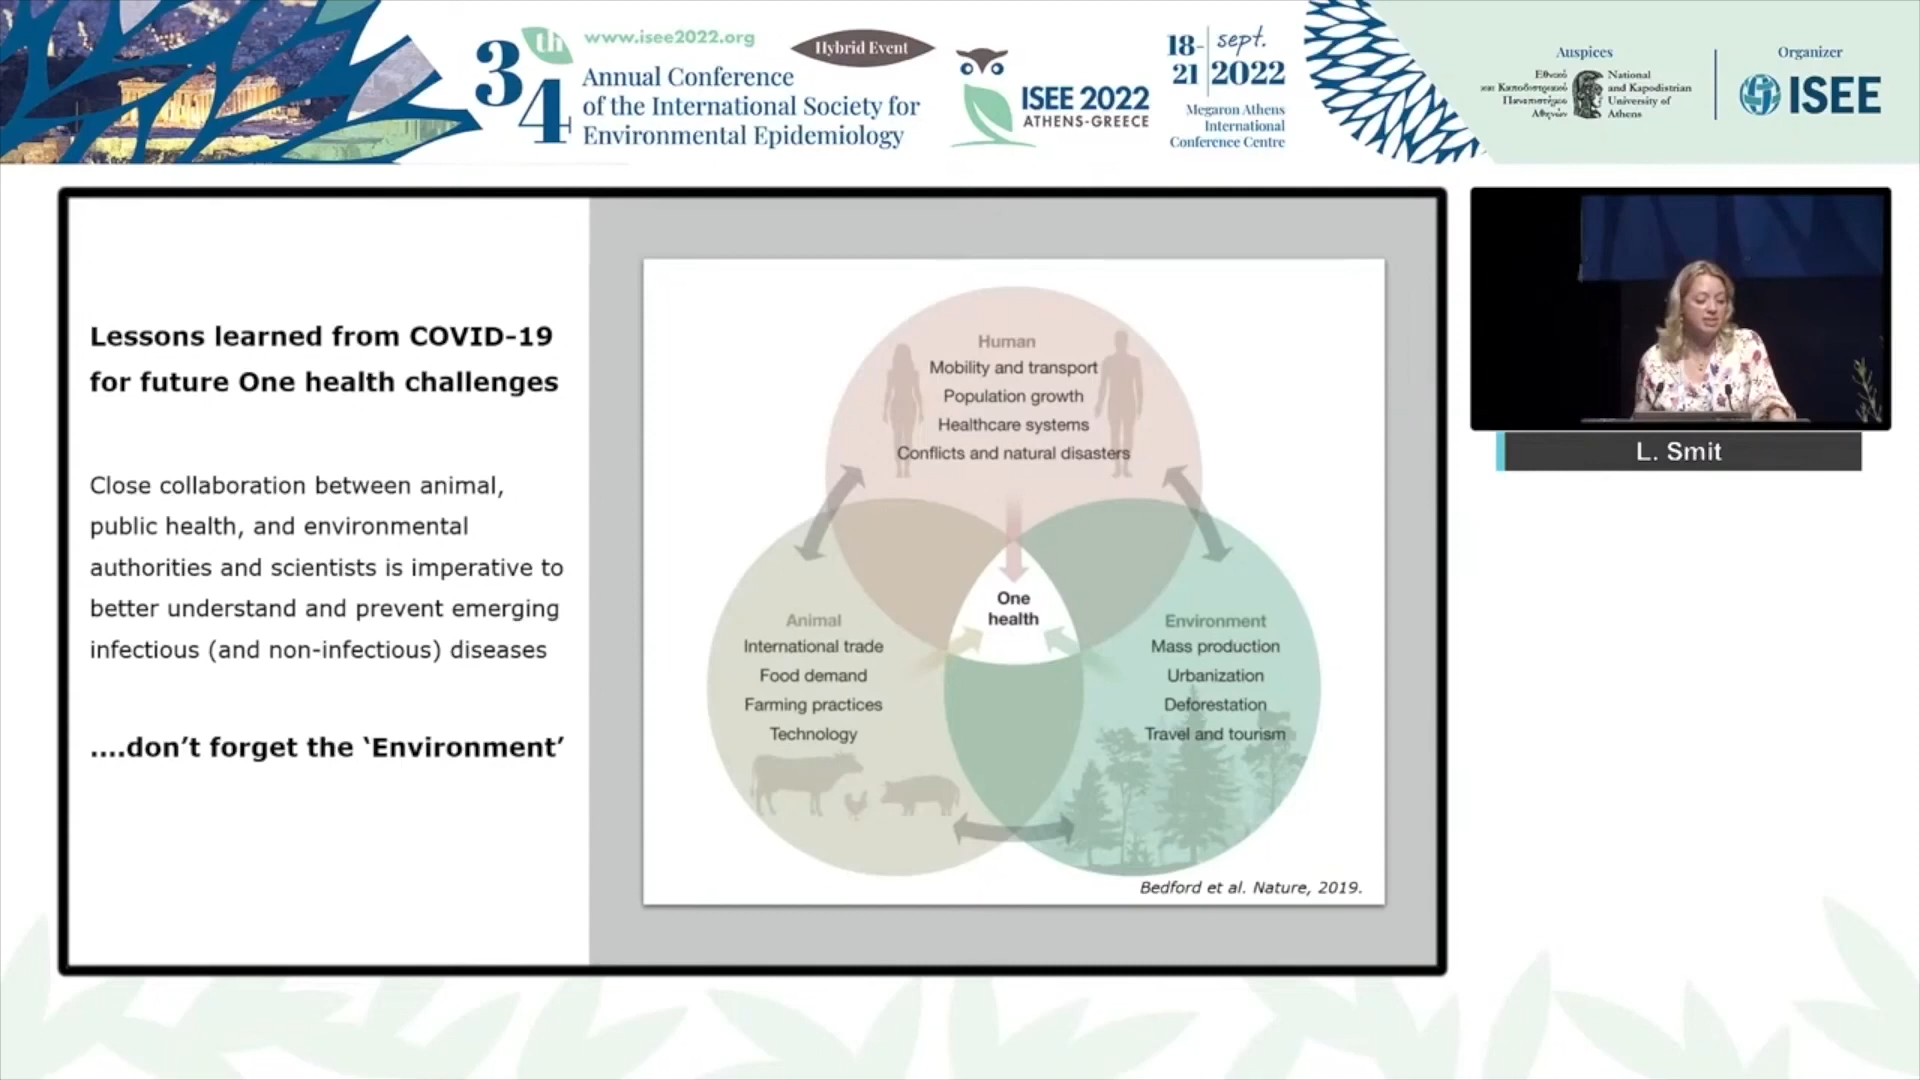 34th
www.isee2022.org
Hybrid Event
Annual Conference
of the International Society for
Environmental Epidemiology
ISEE 2022
ATHENS-GREECE
18-21 sept. 2022
Megaron Athens
International
Conference Centre
Auspices
Εθνικό
και Καποδιστριακό
Πανεπιστήμιο
Αθηνών
National
and Kapodistrian
University of
Athens
Organizer
ISEE
Lessons learned from COVID-19
for future One health challenges
Close collaboration between animal,
public health, and environmental
authorities and scientists is imperative to
better understand and prevent emerging
infectious (and non-infectious) diseases
....don’t forget the ‘Environment’
Human
Mobility and transport
Population growth
Healthcare systems
Conflicts and natural disasters
One
health
Animal
International trade
Food demand
Farming practices
Technology
Environment
Mass production
Urbanization
Deforestation
Travel and tourism
Bedford et al. Nature, 2019.
L. Smit